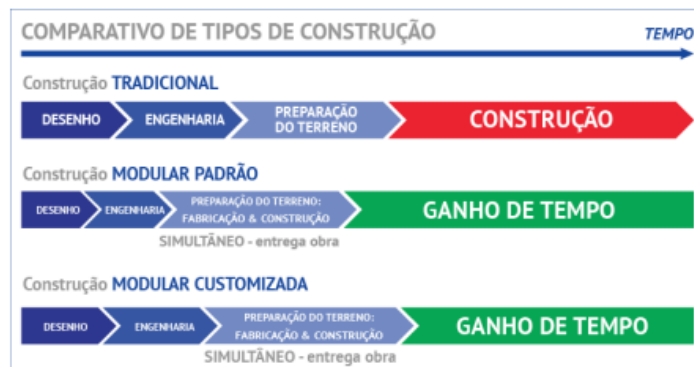 COMPARATIVO DE TIPOS DE CONSTRUÇÃO
TEMPO
Construção TRADICIONAL
DESENHO
ENGENHARIA
PREPARAÇÃO
DO TERRENO
CONSTRUÇÃO
Construção MODULAR PADRÃO
DESENHO
ENGENHARIA
PREPARAÇÃO DO TERRENO:
FABRICAÇÃO & CONSTRUÇÃO
GANHO DE TEMPO
SIMULTÂNEO - entrega obra
Construção MODULAR CUSTOMIZADA
DESENHO
ENGENHARIA
PREPARAÇÃO DO TERRENO:
FABRICAÇÃO & CONSTRUÇÃO
GANHO DE TEMPO
SIMULTÂNEO - entrega obra